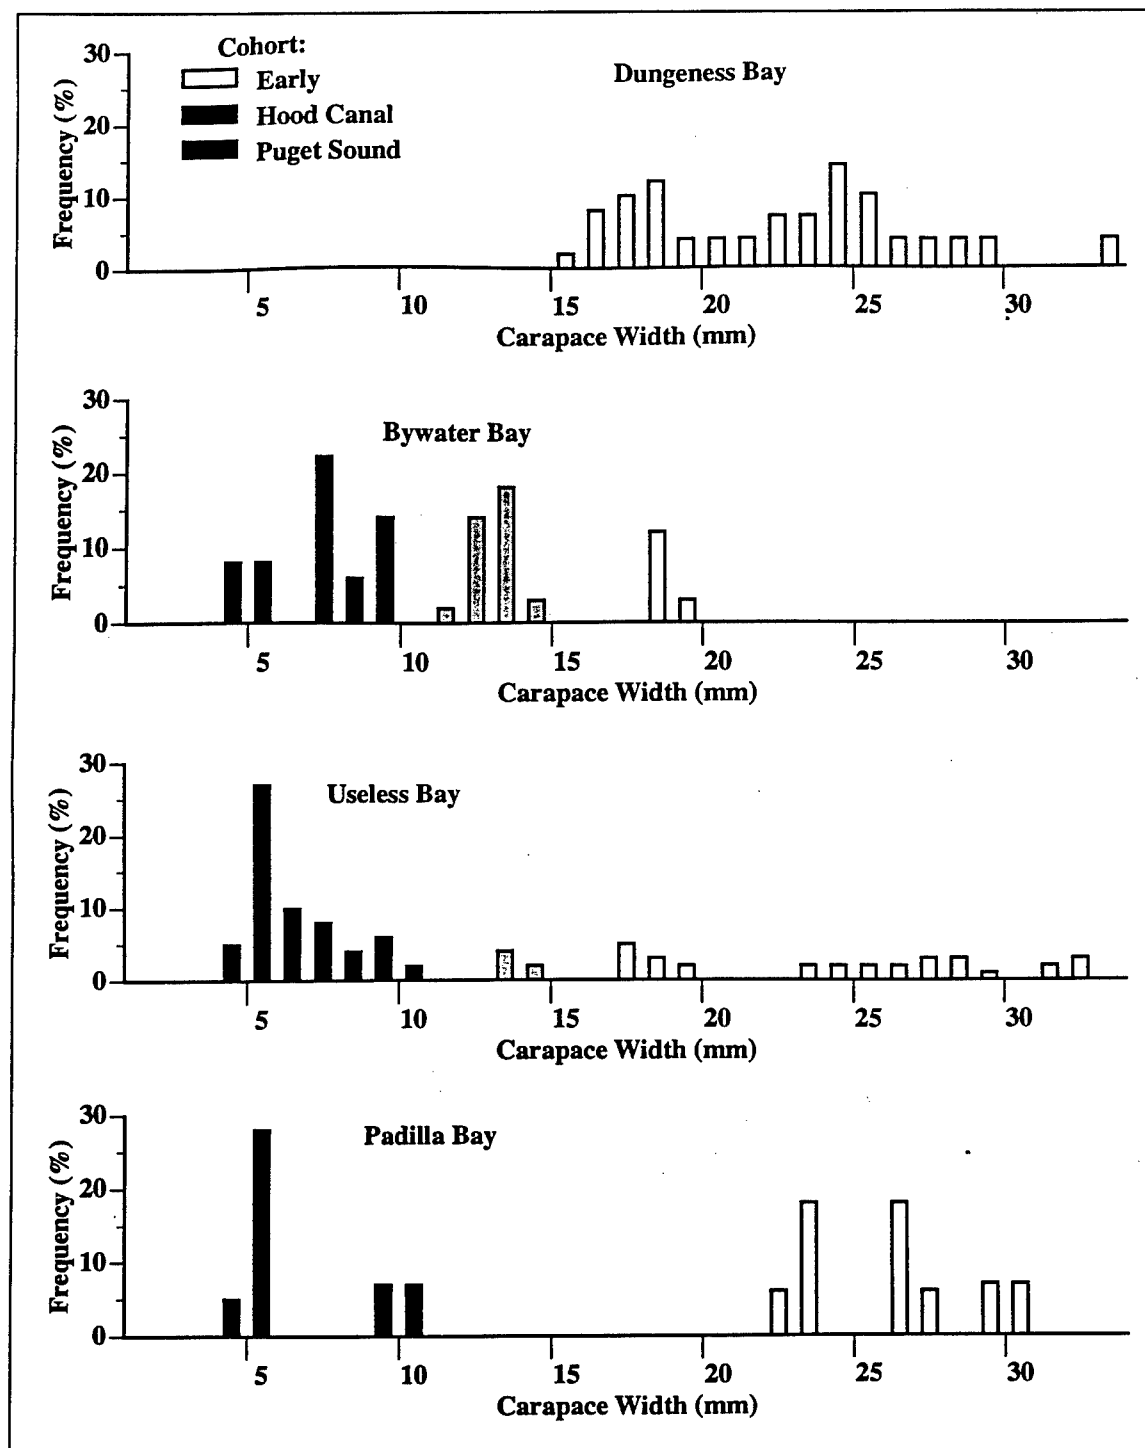 Cohort:
Early
Hood Canal
Puget Sound
Dungeness Bay
Frequency (%)
30
20
10
0
5 10 15 20 25 30
Carapace Width (mm)
Bywater Bay
Frequency (%)
30
20
10
0
5 10 15 20 25 30
Carapace Width (mm)
Useless Bay
Frequency (%)
30
20
10
0
5 10 15 20 25 30
Carapace Width (mm)
Padilla Bay
Frequency (%)
30
20
10
0
5 10 15 20 25 30
Carapace Width (mm)